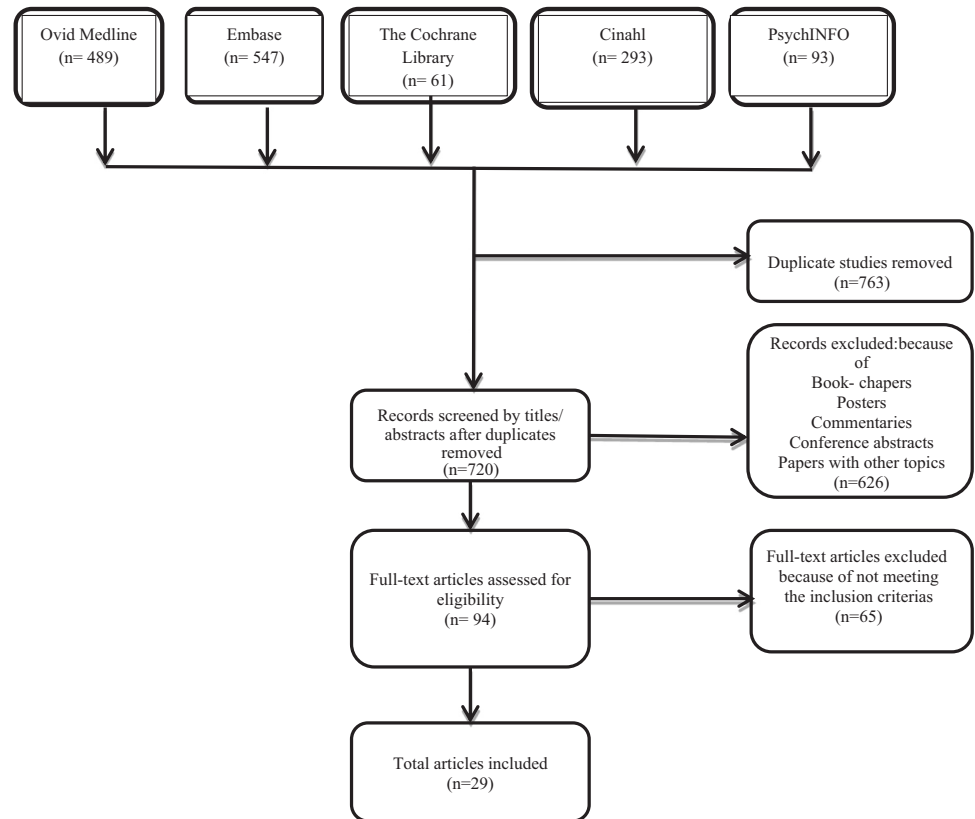 Ovid Medline
(n= 489)
Embase
(n= 547)
The Cochrane
Library
(n= 61)
Cinahl
(n= 293)
PsychINFO
(n= 93)
Duplicate studies removed
(n=763)
Records excluded:because
of
Book- chapers
Posters
Commentaries
Conference abstracts
Papers with other topics
(n=626)
Records screened by titles/
abstracts after duplicates
removed
(n=720)
Full-text articles assessed for
eligibility
(n= 94)
Full-text articles excluded
because of not meeting
the inclusion criterias
(n=65)
Total articles included
(n=29)